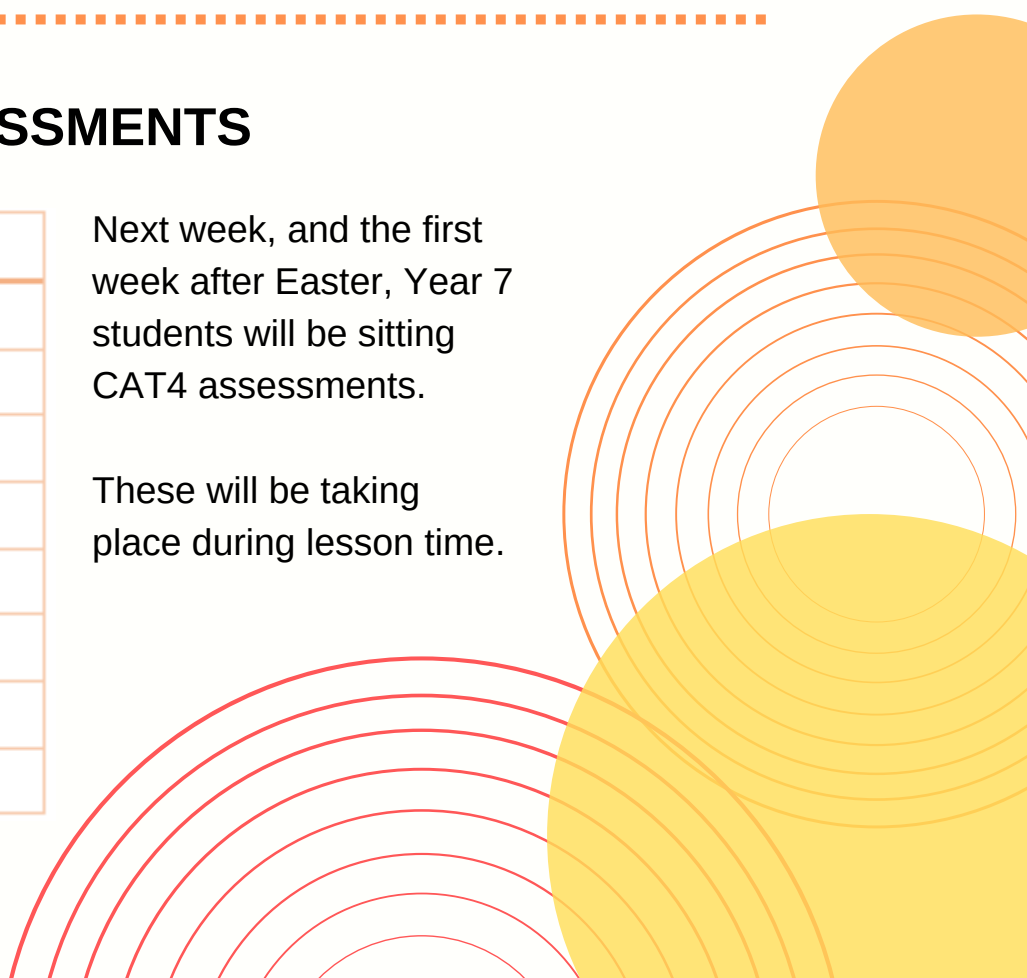 SSMENTS
Next week, and the first
week after Easter, Year 7
students will be sitting
CAT4 assessments.
These will be taking
place during lesson time.